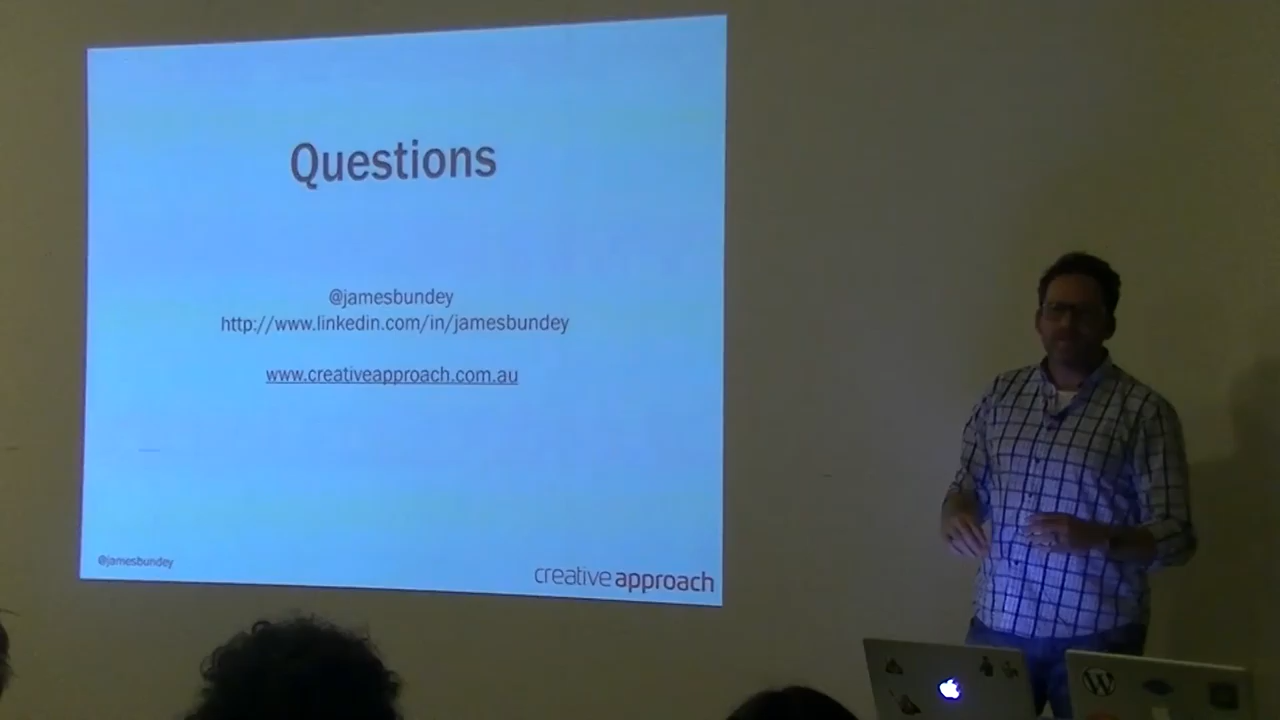 Questions
@jamesbundey
http://www.linkedin.com/in/jamesbundey
www.creativeapproach.com.au
@jamesbundey
creative approach